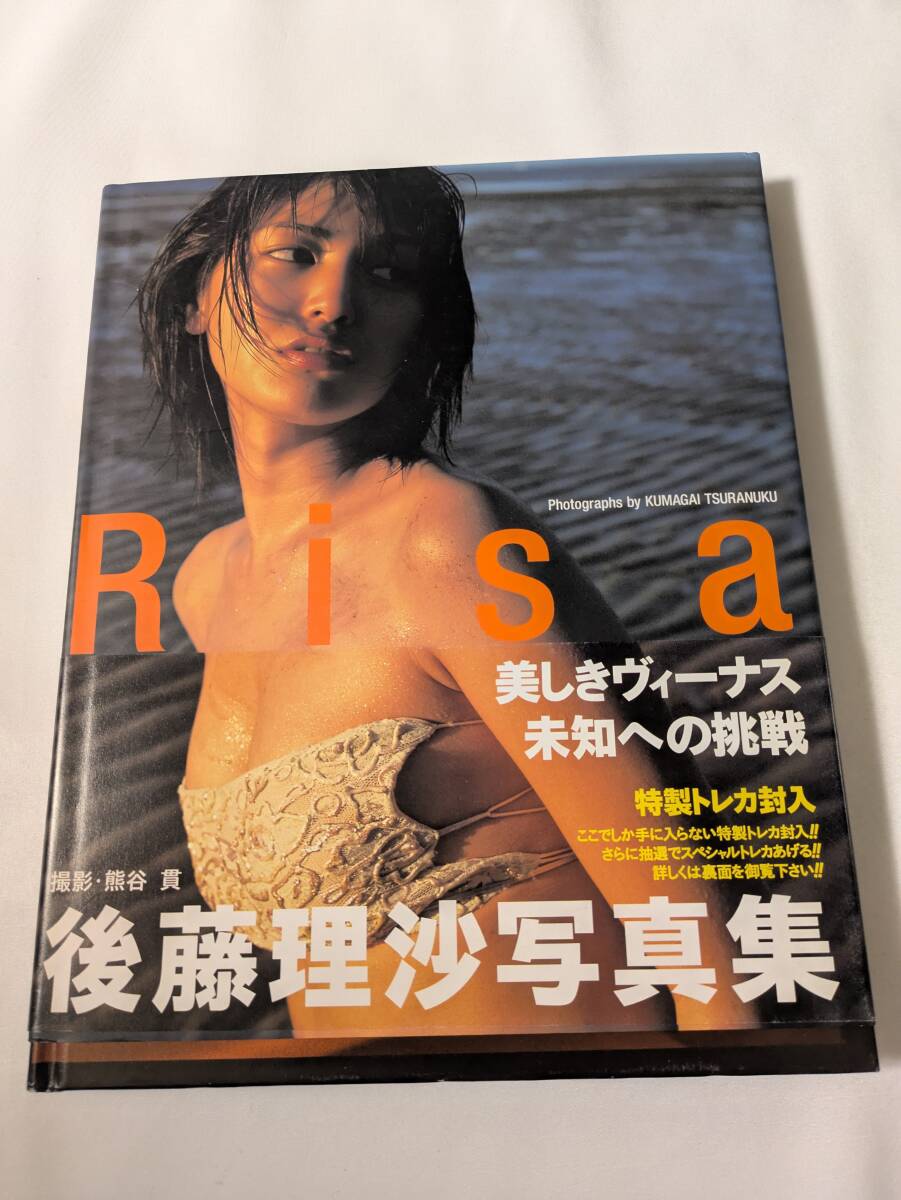 Photographs by KUMAGAI TSURANUKU
Risa
美しきヴィーナス
未知への挑戦
特製トレカ封入
ここでしか手に入らない特製トレカ封入!!
さらに抽選でスペシャルトレカあげる!!
詳しくは裏面を御覧下さい!!
撮影・熊谷 貫
後藤理沙写真集